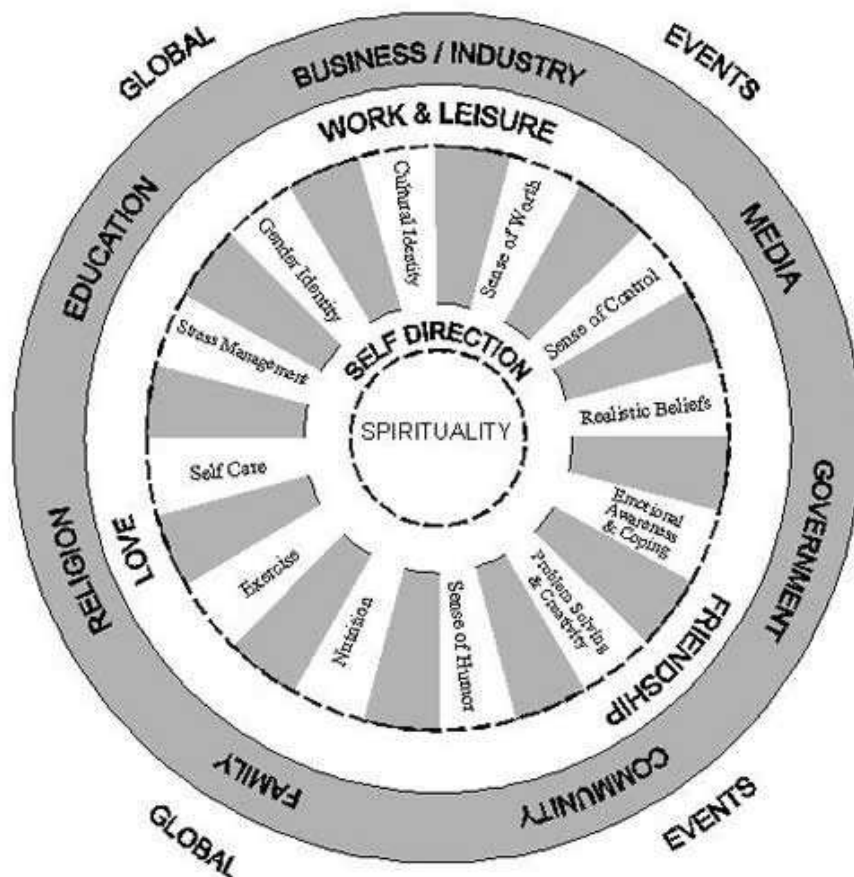 GLOBAL
EVENTS
BUSINESS / INDUSTRY
EDUCATION
MEDIA
RELIGION
GOVERNMENT
FAMILY
COMMUNITY
GLOBAL
EVENTS
WORK & LEISURE
LOVE
FRIENDSHIP
Cultural Identity
Sense of Worth
Gender Identity
Sense of Control
Stress Management
Realistic Beliefs
Self Care
Emotional
Awareness
& Coping
Exercise
Problem Solving
& Creativity
Nutrition
Sense of Humor
SELF DIRECTION
SPIRITUALITY